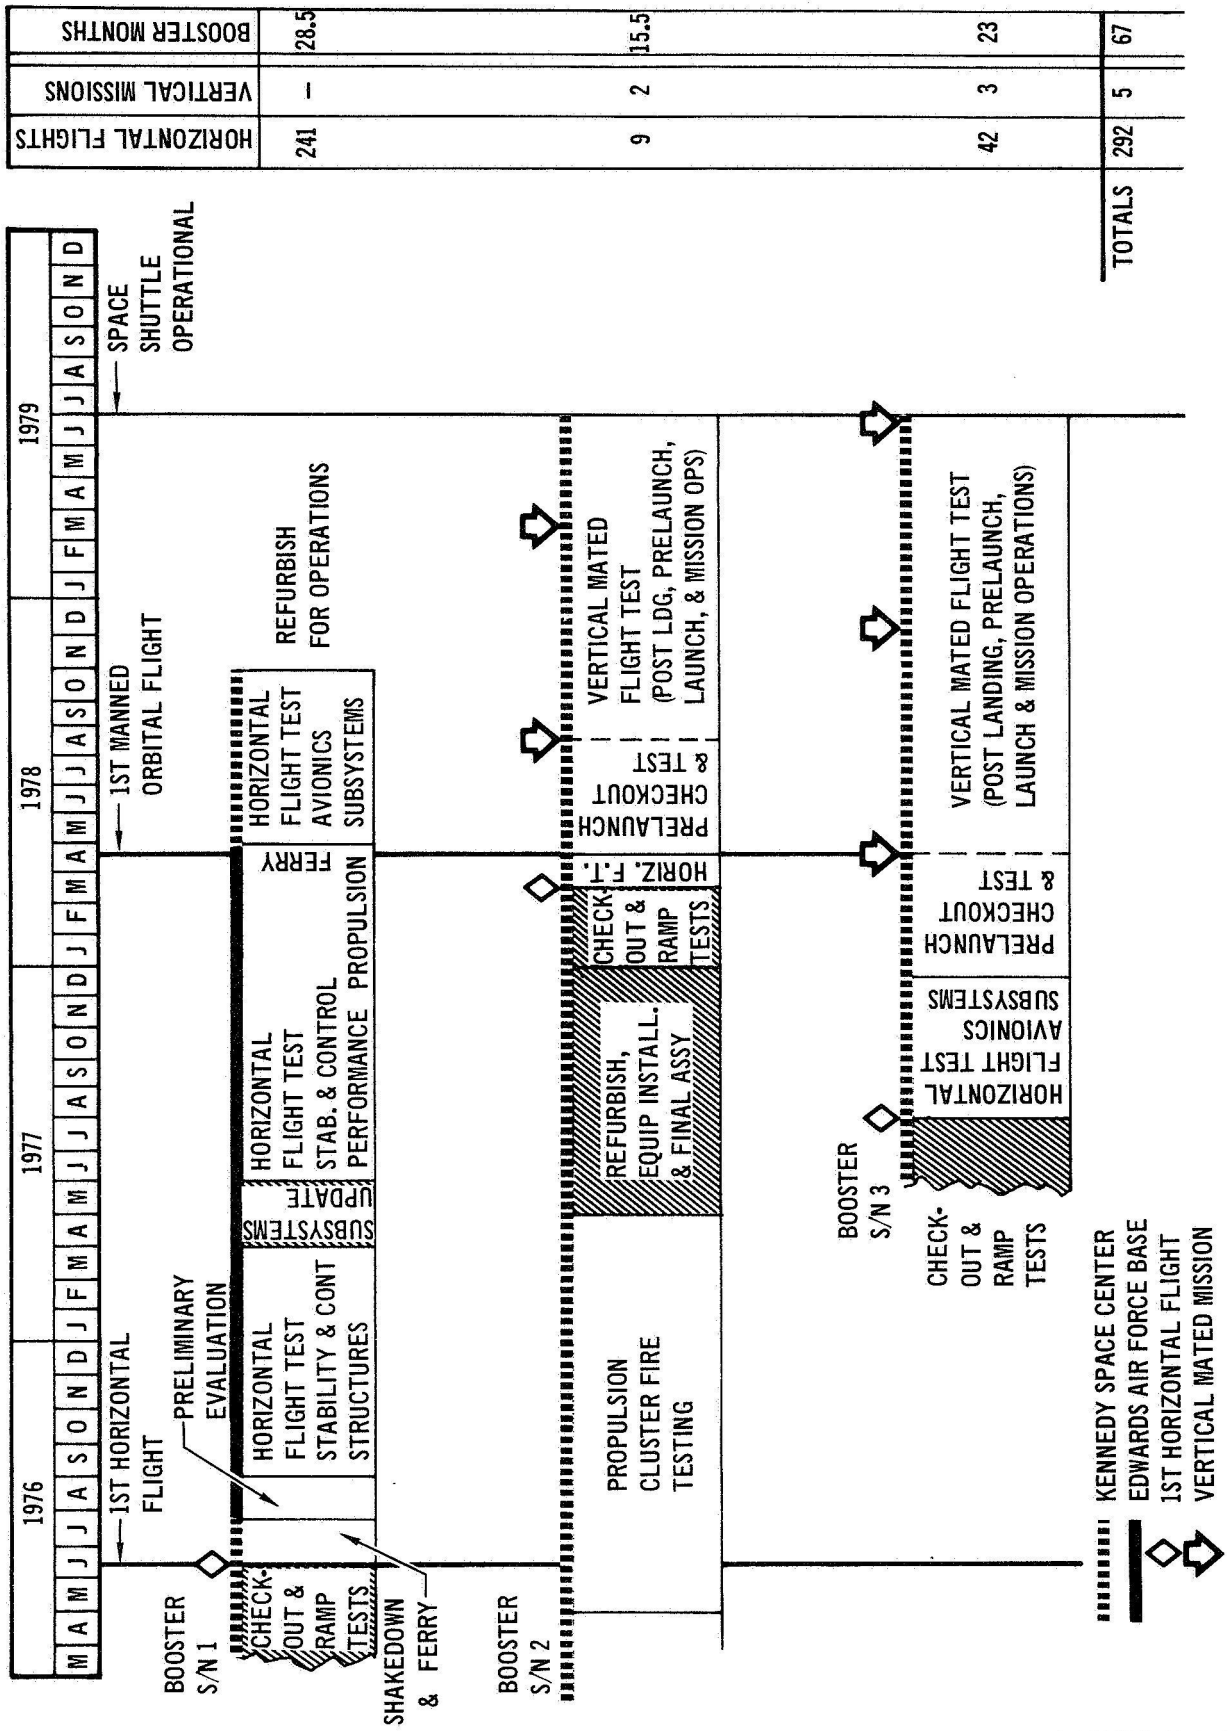 1976
1977
1978
1979
M A M J J A S O N D J F M A M J J A S O N D J F M A M J J A S O N D J F M A M J J A S O N D
HORIZONTAL FLIGHTS
VERTICAL MISSIONS
BOOSTER MONTHS
1ST HORIZONTAL
FLIGHT
1ST MANNED
ORBITAL FLIGHT
SPACE
SHUTTLE
OPERATIONAL
BOOSTER
S/N 1
PRELIMINARY
EVALUATION
CHECK-
OUT &
RAMP
TESTS
SHAKEDOWN
& FERRY
HORIZONTAL
FLIGHT TEST
STABILITY & CONT
STRUCTURES
SUBSYSTEMS
UPDATE
HORIZONTAL
FLIGHT TEST
STAB. & CONTROL
PERFORMANCE PROPULSION
FERRY
HORIZONTAL
FLIGHT TEST
AVIONICS
SUBSYSTEMS
REFURBISH
FOR OPERATIONS
241
–
28.5
BOOSTER
S/N 2
PROPULSION
CLUSTER FIRE
TESTING
REFURBISH,
EQUIP INSTALL.
& FINAL ASSY
CHECK-
OUT &
RAMP
TESTS
HORIZ. F.T.
PRELAUNCH
CHECKOUT
& TEST
VERTICAL MATED
FLIGHT TEST
(POST LDG, PRELAUNCH,
LAUNCH, & MISSION OPS)
9
2
15.5
BOOSTER
S/N 3
CHECK-
OUT &
RAMP
TESTS
HORIZONTAL
FLIGHT TEST
AVIONICS
SUBSYSTEMS
PRELAUNCH
CHECKOUT
& TEST
VERTICAL MATED FLIGHT TEST
(POST LANDING, PRELAUNCH,
LAUNCH & MISSION OPERATIONS)
42
3
23
TOTALS 292 5 67
KENNEDY SPACE CENTER
EDWARDS AIR FORCE BASE
1ST HORIZONTAL FLIGHT
VERTICAL MATED MISSION